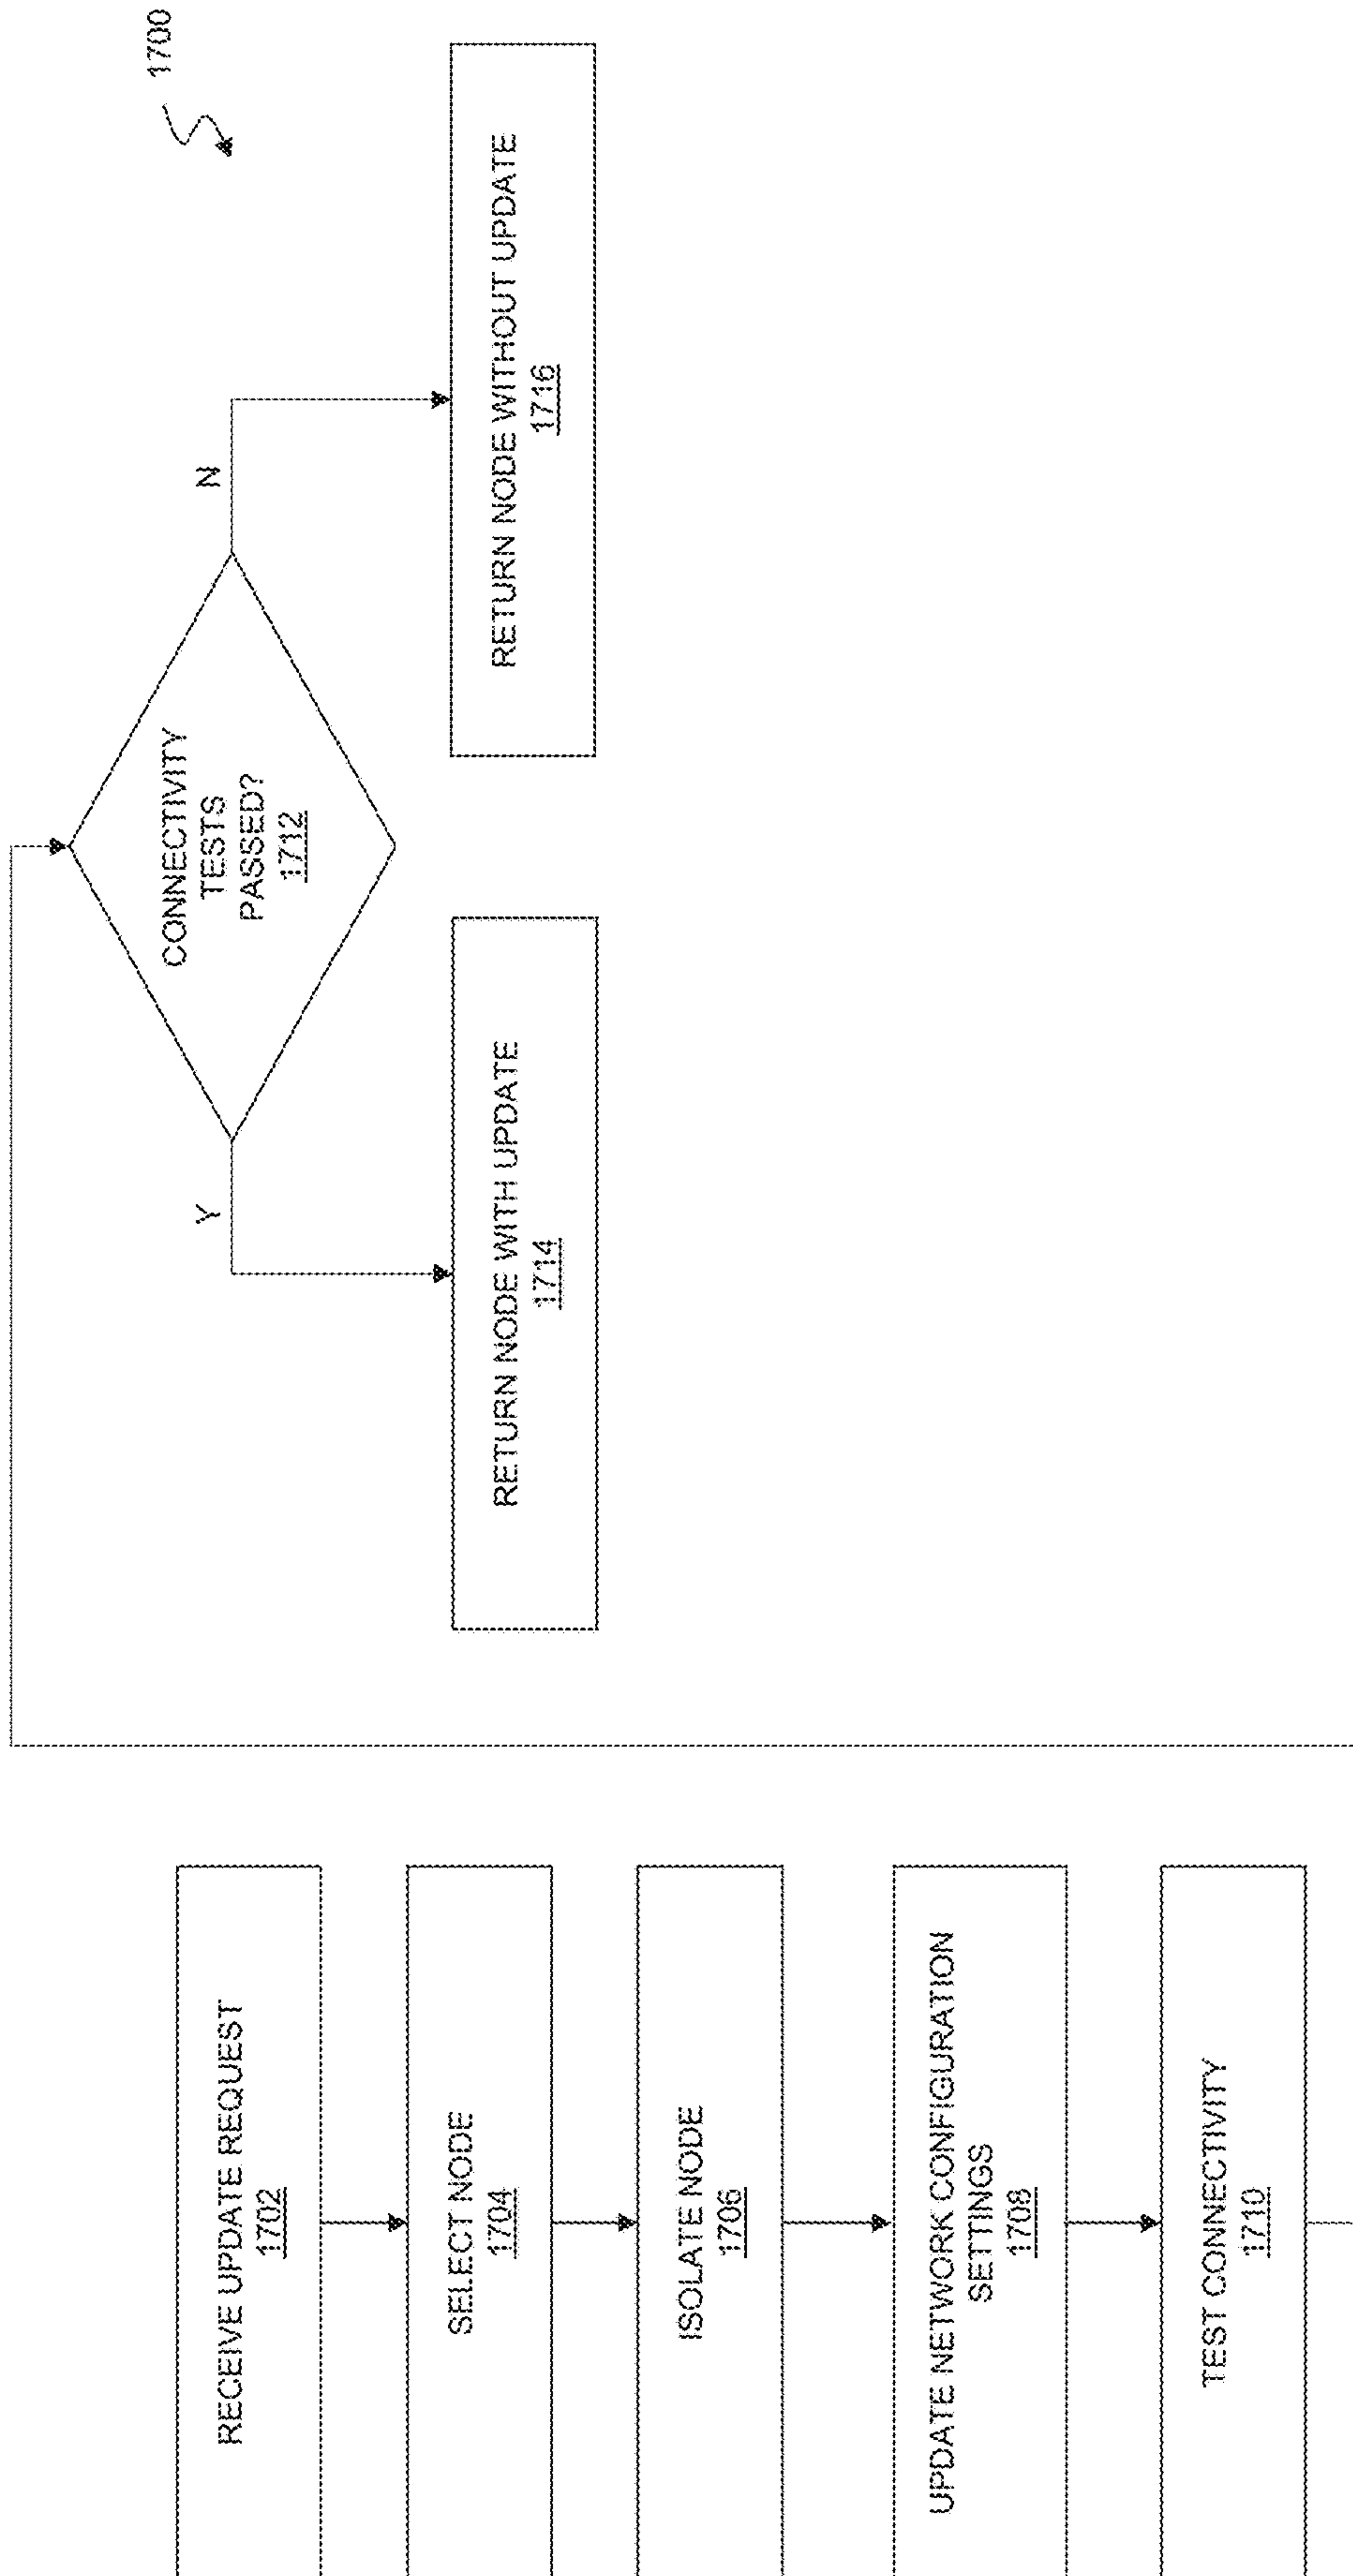 RECEIVE UPDATE REQUEST
1702
SELECT NODE
1704
ISOLATE NODE
1706
UPDATE NETWORK CONFIGURATION
SETTINGS
1708
TEST CONNECTIVITY
1710
1700
CONNECTIVITY
TESTS
PASSED?
1712
Y
N
RETURN NODE WITH UPDATE
1714
RETURN NODE WITHOUT UPDATE
1716